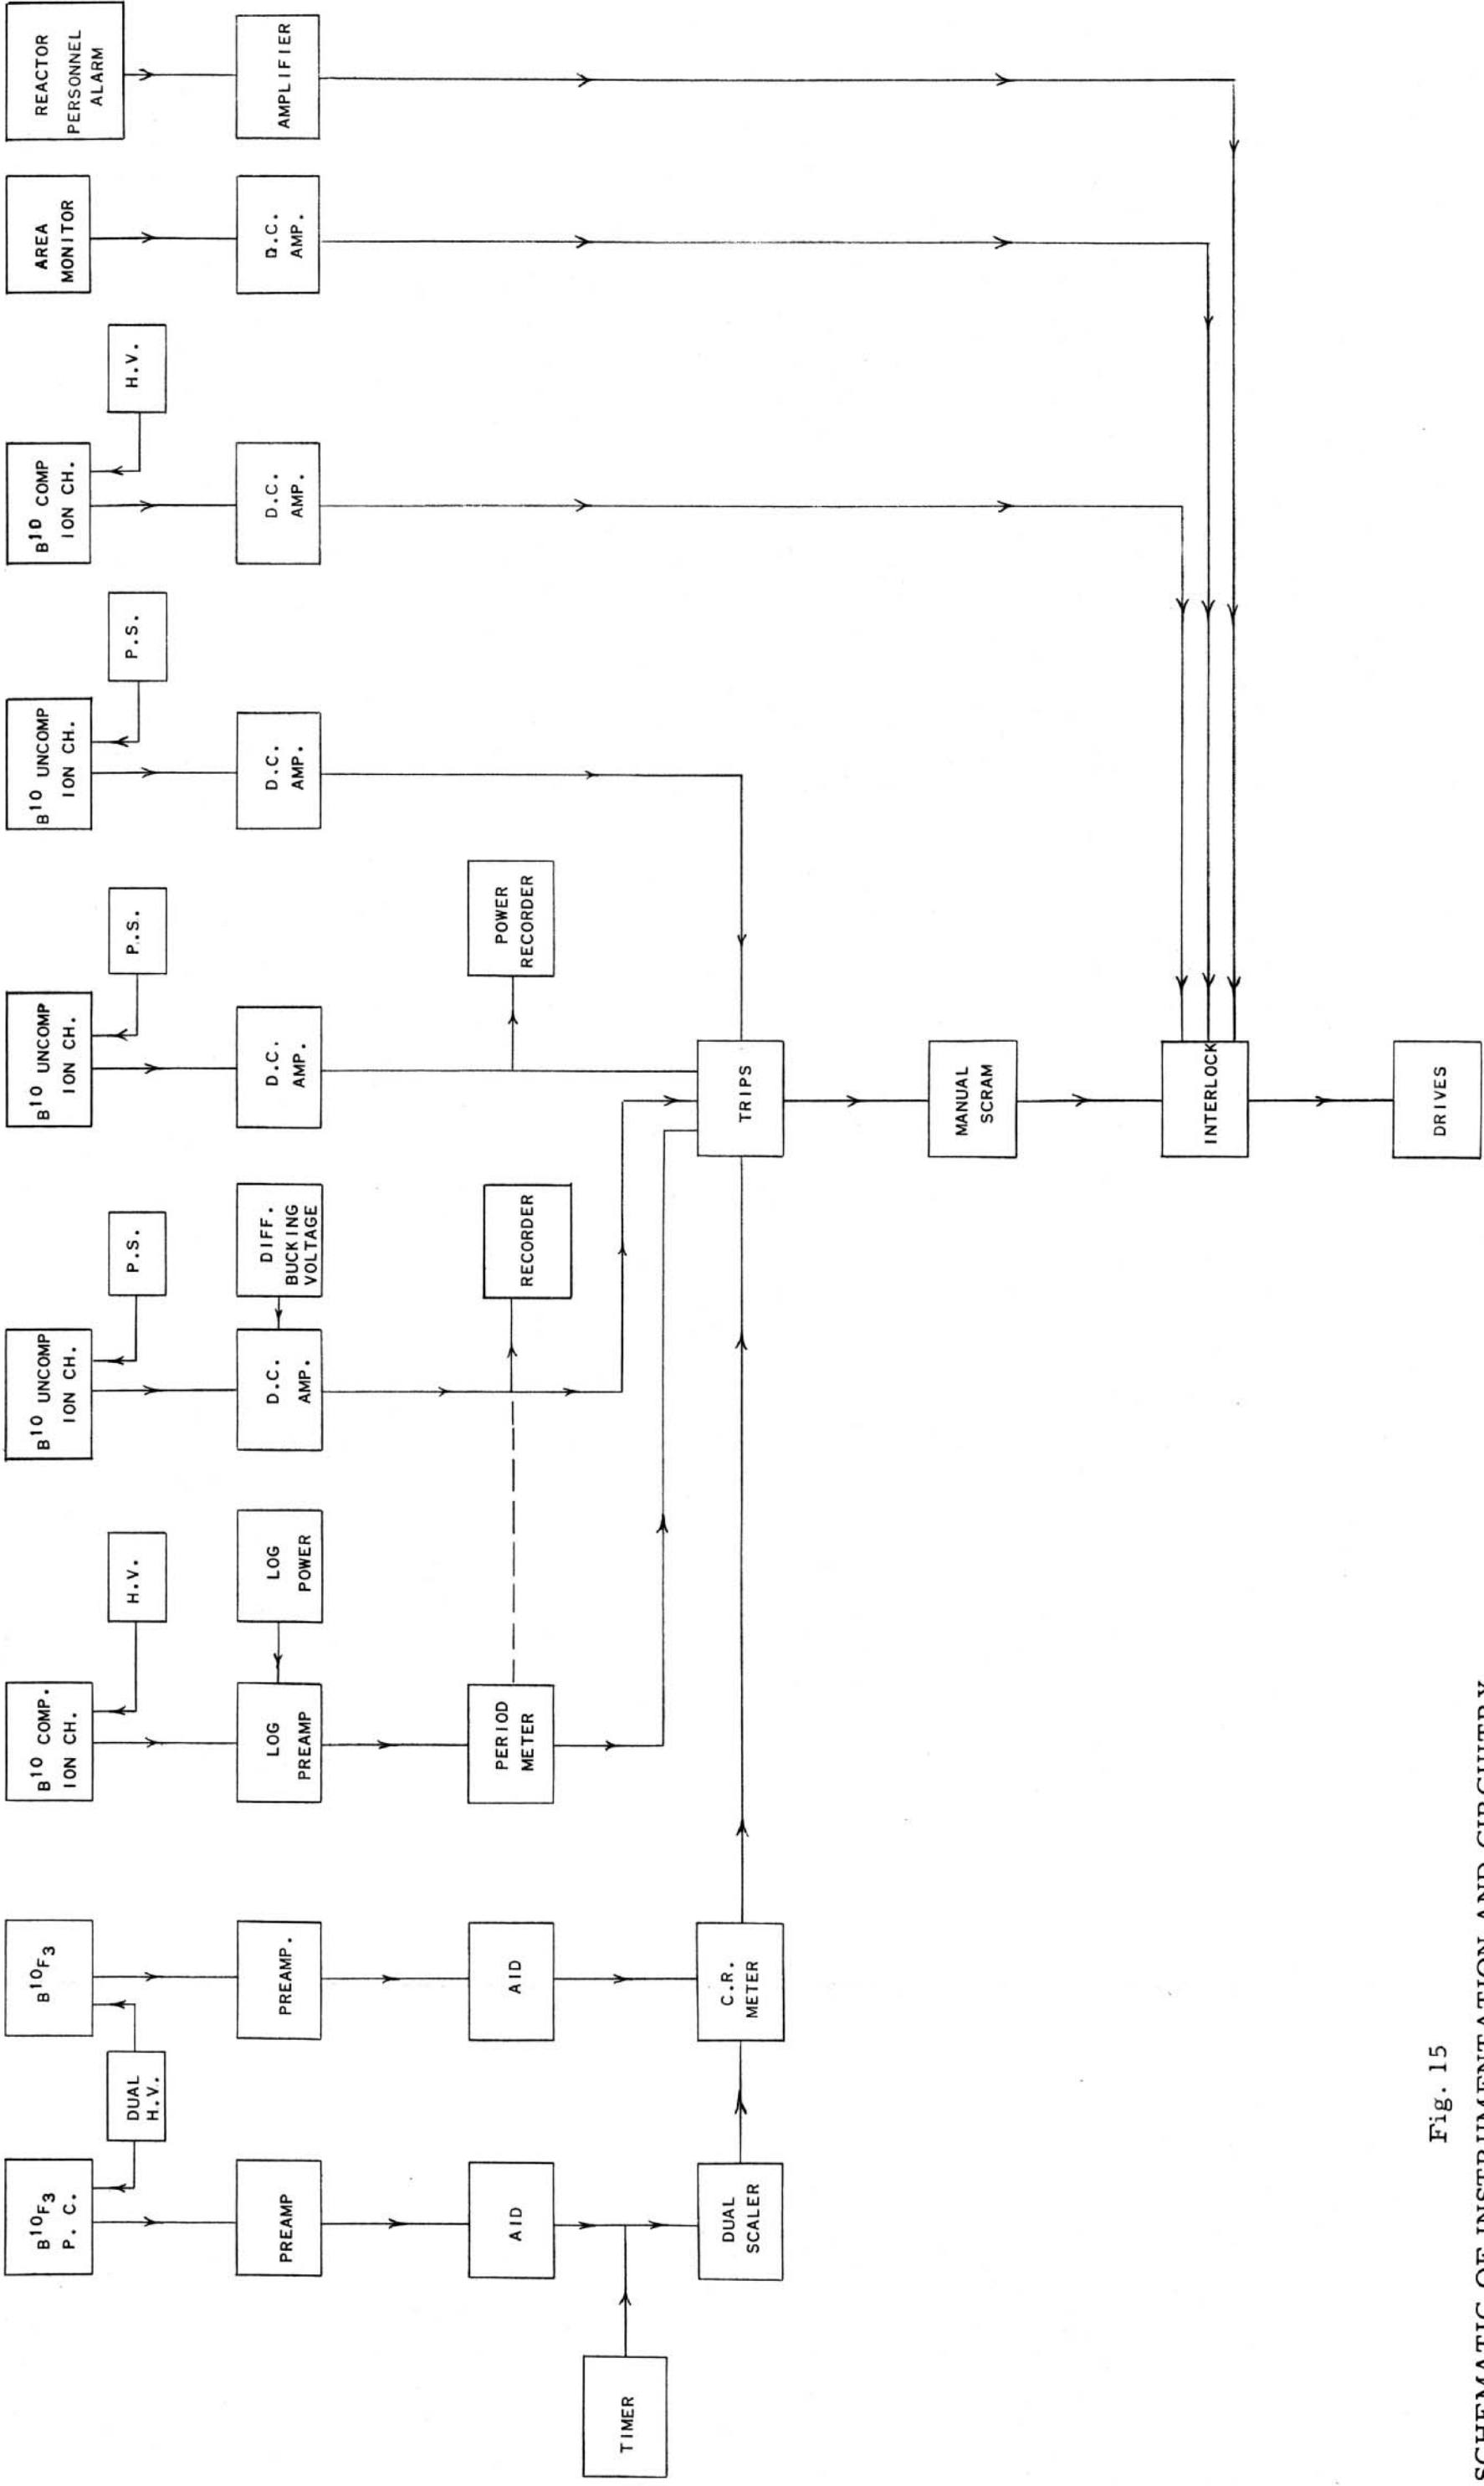 B10F3
P. C.
DUAL
H.V.
B10F3
B10 COMP.
ION CH.
H.V.
B10 UNCOMP
ION CH.
P.S.
B10 UNCOMP
ION CH.
P.S.
B10 UNCOMP
ION CH.
P.S.
B10 COMP
ION CH.
H.V.
AREA
MONITOR
REACTOR
PERSONNEL
ALARM
PREAMP
PREAMP.
LOG
PREAMP
LOG
POWER
D.C.
AMP.
DIFF.
BUCKING
VOLTAGE
D.C.
AMP.
D.C.
AMP.
D.C.
AMP.
D.C.
AMP.
AMPLIFIER
AID
AID
PERIOD
METER
RECORDER
POWER
RECORDER
TIMER
DUAL
SCALER
C.R.
METER
TRIPS
MANUAL
SCRAM
INTERLOCK
DRIVES
Fig. 15
SCHEMATIC OF INSTRUMENTATION AND CIRCUITRY